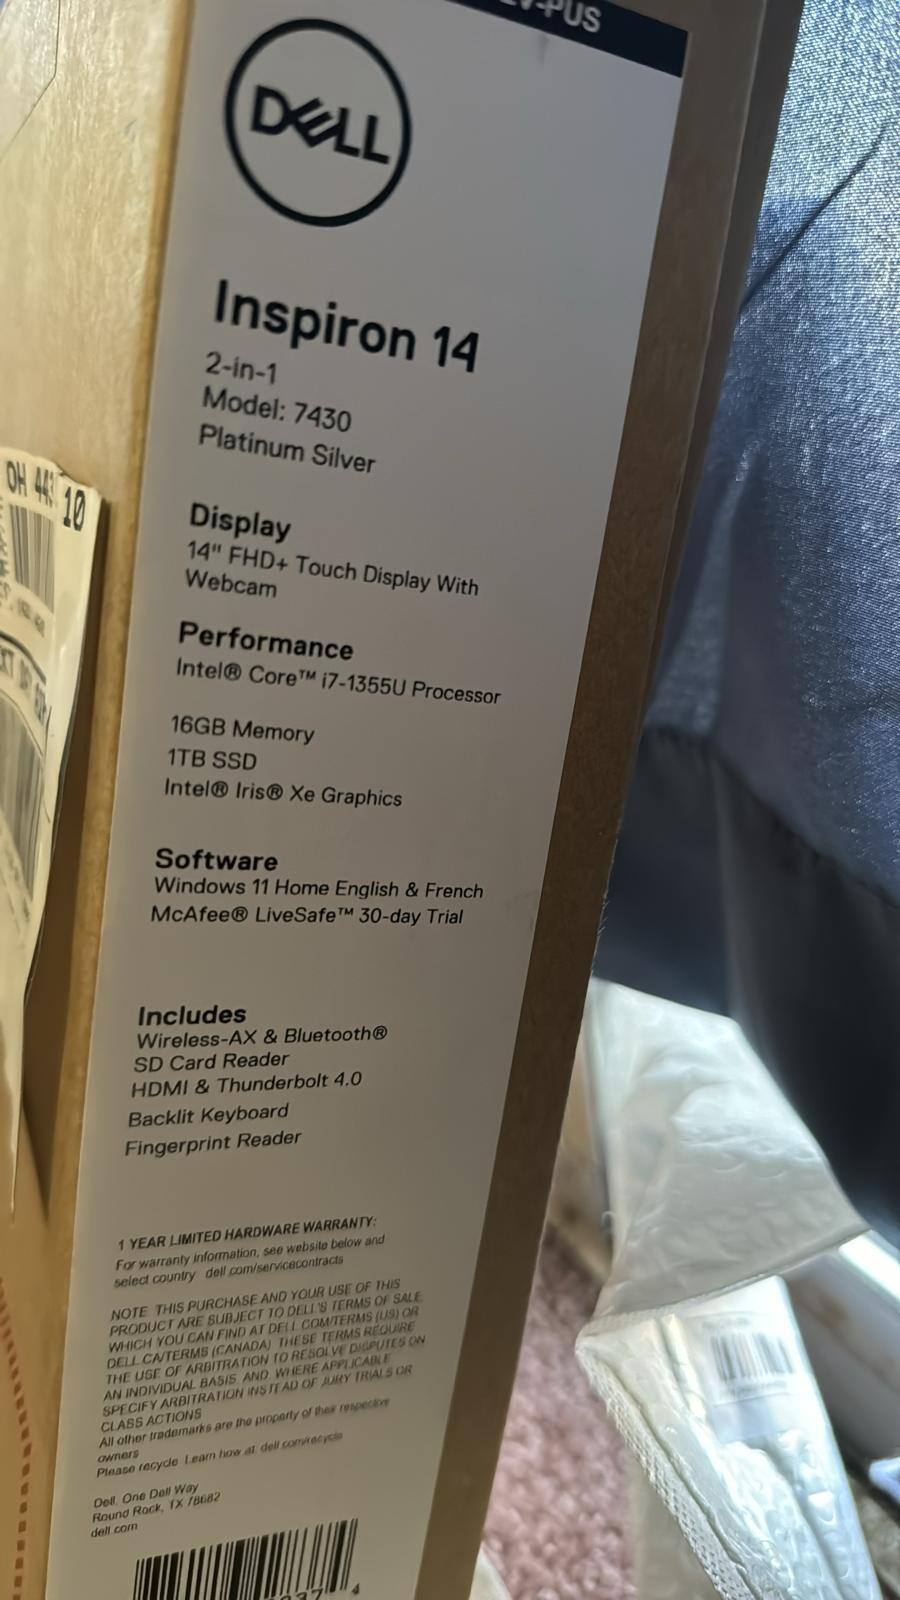 -PUS
DELL
Inspiron 14
2-in-1
Model: 7430
Platinum Silver
OH 443
10
Display
14" FHD+ Touch Display With
Webcam
Performance
Intel® Core™ i7-1355U Processor
16GB Memory
1TB SSD
Intel® Iris® Xe Graphics
Software
Windows 11 Home English & French
McAfee® LiveSafe™ 30-day Trial
Includes
Wireless-AX & Bluetooth®
SD Card Reader
HDMI & Thunderbolt 4.0
Backlit Keyboard
Fingerprint Reader
1 YEAR LIMITED HARDWARE WARRANTY:
For warranty information, see website below and
select country dell.com/servicecontracts
NOTE: THIS PURCHASE AND YOUR USE OF THIS
PRODUCT ARE SUBJECT TO DELL'S TERMS OF SALE
WHICH YOU CAN FIND AT DELL.COM/TERMS (US) OR
DELL.CA/TERMS (CANADA). THESE TERMS REQUIRE
THE USE OF ARBITRATION TO RESOLVE DISPUTES ON
AN INDIVIDUAL BASIS, AND, WHERE APPLICABLE
SPECIFY ARBITRATION INSTEAD OF JURY TRIALS OR
CLASS ACTIONS
All other trademarks are the property of their respective
owners
Please recycle. Learn how at: dell.com/recycle
Dell, One Dell Way
Round Rock, TX 78682
dell.com
4